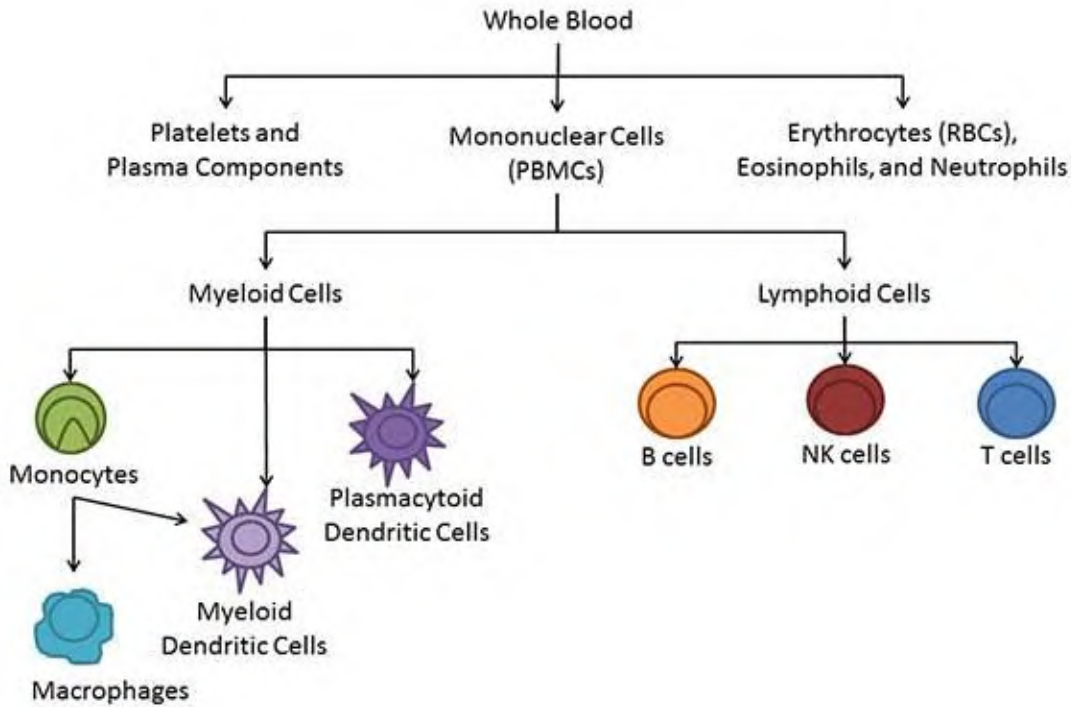 Whole Blood
Platelets and
Plasma Components
Mononuclear Cells
(PBMCs)
Erythrocytes (RBCs),
Eosinophils, and Neutrophils
Myeloid Cells
Lymphoid Cells
Monocytes
Plasmacytoid
Dendritic Cells
B cells
NK cells
T cells
Myeloid
Dendritic Cells
Macrophages